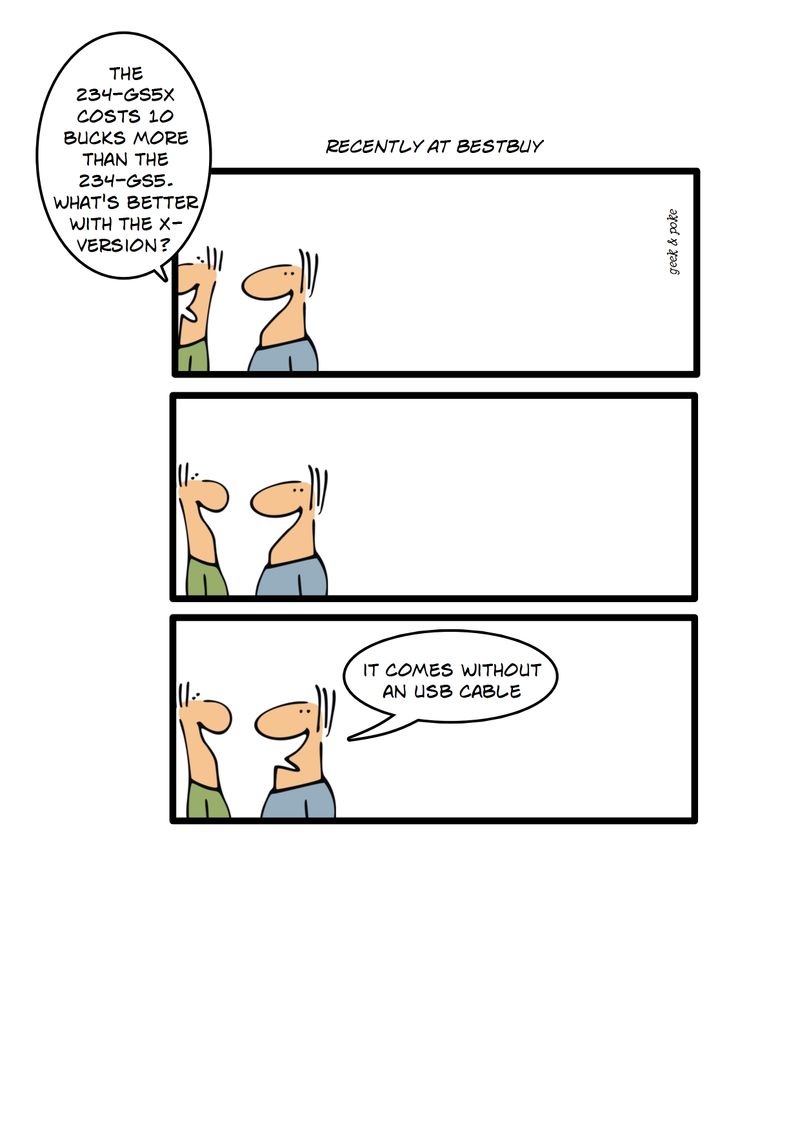 THE
234-GS5X
COSTS 10
BUCKS MORE
THAN THE
234-GS5.
WHAT'S BETTER
WITH THE X-
VERSION?
RECENTLY AT BESTBUY
geek & poke
IT COMES WITHOUT
AN USB CABLE